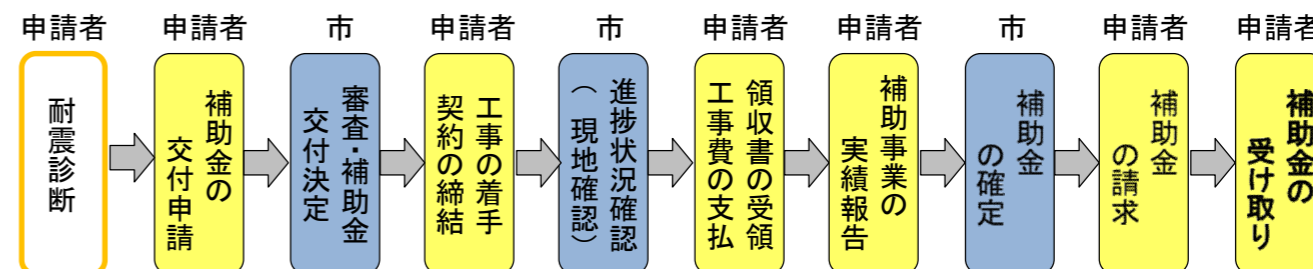 申請者
申請者
市
申請者
市
申請者
申請者
市
申請者
申請者
耐震診断
補助金の
交付申請
審査・補助金
交付決定
工事の着手
契約の締結
進捗状況確認
（現地確認）
領収書の受領
工事費の支払
補助事業の
実績報告
補助金
の確定
補助金
の請求
補助金の
受け取り